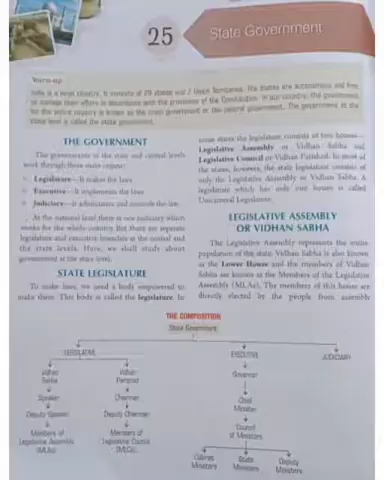 25
State Government
Warm-up
India is a vast country. It consists of 29 states and 7 Union Territories. The states are autonomous and free
to manage their affairs in accordance with the provisions of the Constitution. In our country, the government
for the entire country is known as the union government or the central government. The government at the
state level is called the state government.
THE GOVERNMENT
The governments at the state and central levels
work through three main organs:
Legislature—It makes the laws
Executive—It implements the laws
Judiciary—It administers and controls the law
At the national level there is one judiciary which
works for the whole country. But there are separate
legislature and executive branches at the central and
the state levels. Here, we shall study about
government at the state level.
STATE LEGISLATURE
To make laws, we need a body empowered to
make them. This body is called the legislature. In
some states the legislature consists of two houses—
Legislative Assembly or Vidhan Sabha and
Legislative Council or Vidhan Parishad. In most of
the states, however, the state legislature consists of
only the Legislative Assembly or Vidhan Sabha. A
legislature which has only one house is called
Unicameral Legislature.
LEGISLATIVE ASSEMBLY
OR VIDHAN SABHA
The Legislative Assembly represents the entire
population of the state. Vidhan Sabha is also known
as the Lower House and the members of Vidhan
Sabha are known as the Members of the Legislative
Assembly (MLAs). The members of this house are
directly elected by the people from assembly
THE COMPOSITION
State Government
LEGISLATIVE EXECUTIVE JUDICIARY
Vidhan Sabha
Vidhan Parishad
Governor
Speaker
Chairman
Chief Minister
Deputy Speaker
Deputy Chairman
Council of Ministers
Members of Legislative Assembly (MLAs)
Members of Legislative Council (MLCs)
Cabinet Ministers
State Ministers
Deputy Ministers